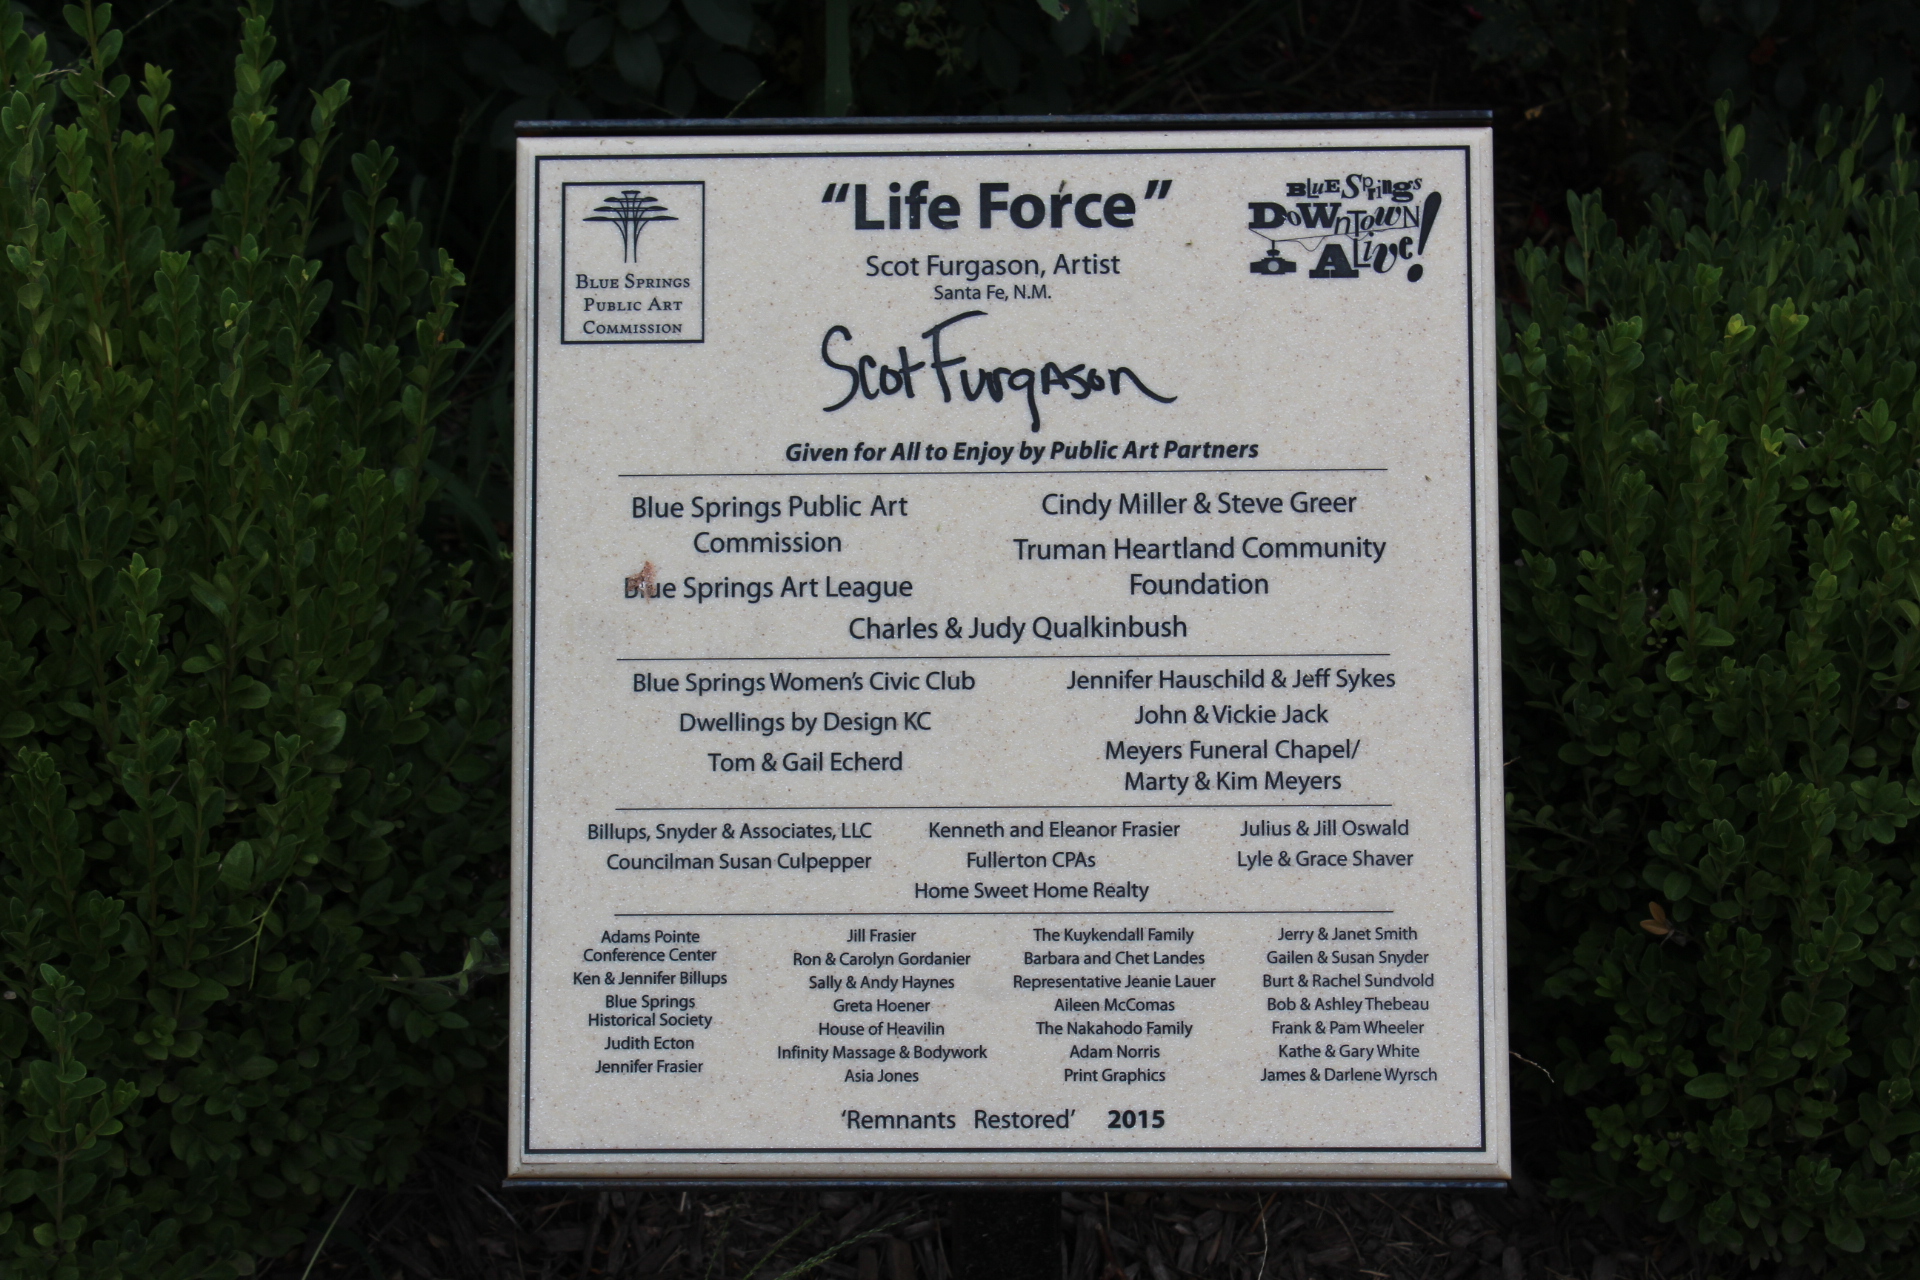 BLUE SPRINGS
PUBLIC ART
COMMISSION
“Life Force”
Scot Furgason, Artist
Santa Fe, N.M.
BLUE SPrings
DOWnTOWN
ALive!
Scot Furgason
Given for All to Enjoy by Public Art Partners
Blue Springs Public Art
Commission
Blue Springs Art League
Cindy Miller & Steve Greer
Truman Heartland Community
Foundation
Charles & Judy Qualkinbush
Blue Springs Women’s Civic Club
Dwellings by Design KC
Tom & Gail Echerd
Jennifer Hauschild & Jeff Sykes
John & Vickie Jack
Meyers Funeral Chapel/
Marty & Kim Meyers
Billups, Snyder & Associates, LLC
Councilman Susan Culpepper
Kenneth and Eleanor Frasier
Fullerton CPAs
Julius & Jill Oswald
Lyle & Grace Shaver
Home Sweet Home Realty
Adams Pointe
Conference Center
Ken & Jennifer Billups
Blue Springs
Historical Society
Judith Ecton
Jennifer Frasier
Jill Frasier
Ron & Carolyn Gordanier
Sally & Andy Haynes
Greta Hoener
House of Heavilin
Infinity Massage & Bodywork
Asia Jones
The Kuykendall Family
Barbara and Chet Landes
Representative Jeanie Lauer
Aileen McComas
The Nakahodo Family
Adam Norris
Print Graphics
Jerry & Janet Smith
Gailen & Susan Snyder
Burt & Rachel Sundvold
Bob & Ashley Thebeau
Frank & Pam Wheeler
Kathe & Gary White
James & Darlene Wyrsch
‘Remnants Restored’ 2015